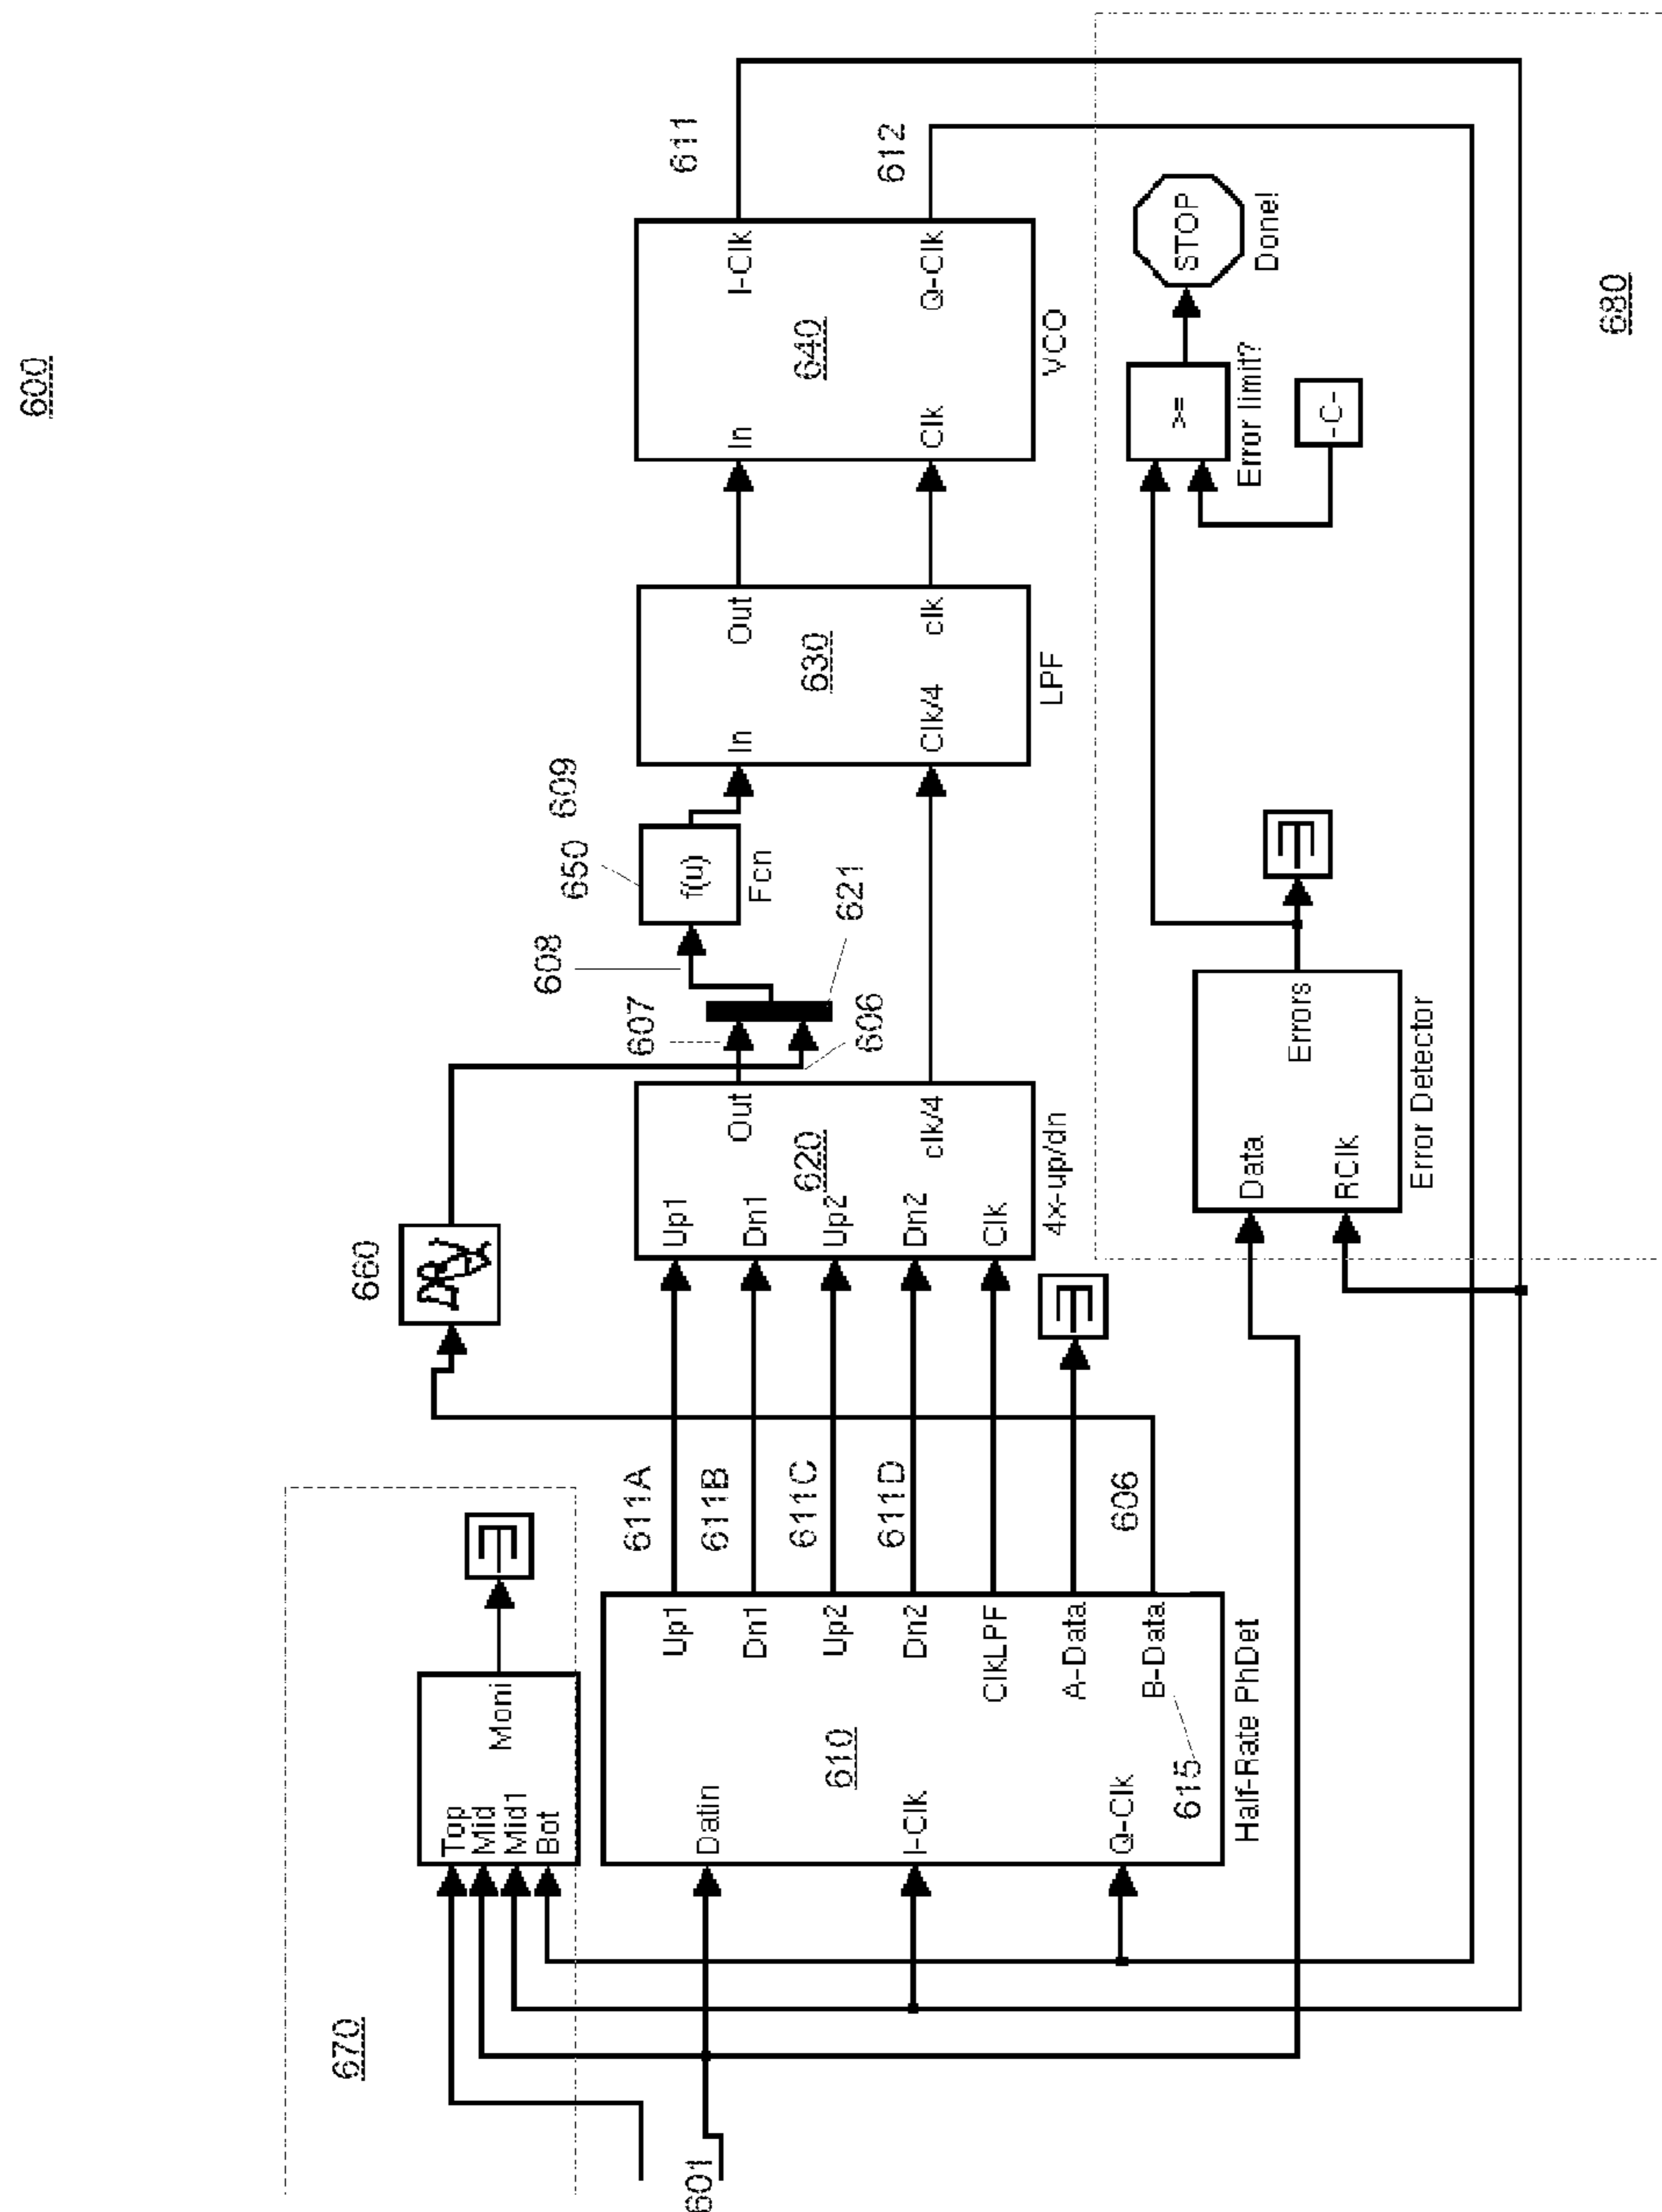 600
670
Top
Mid
Mid1
Bot
Moni
601
Datin
I-Clk
Q-Clk
610
615
Up1
Dn1
Up2
Dn2
ClkLPF
A-Data
B-Data
Half-Rate PhDet
611A
611B
611C
611D
606
660
Up1
Dn1
Up2
Dn2
Clk
620
Out
clk/4
4x-up/dn
607
606
608
621
650
f(u)
Fcn
609
In
Clk/4
630
Out
clk
LPF
In
Clk
640
I-Clk
Q-Clk
VCO
611
612
Data
RClk
Errors
Error Detector
>=
Error limit?
-C-
STOP
Done!
680